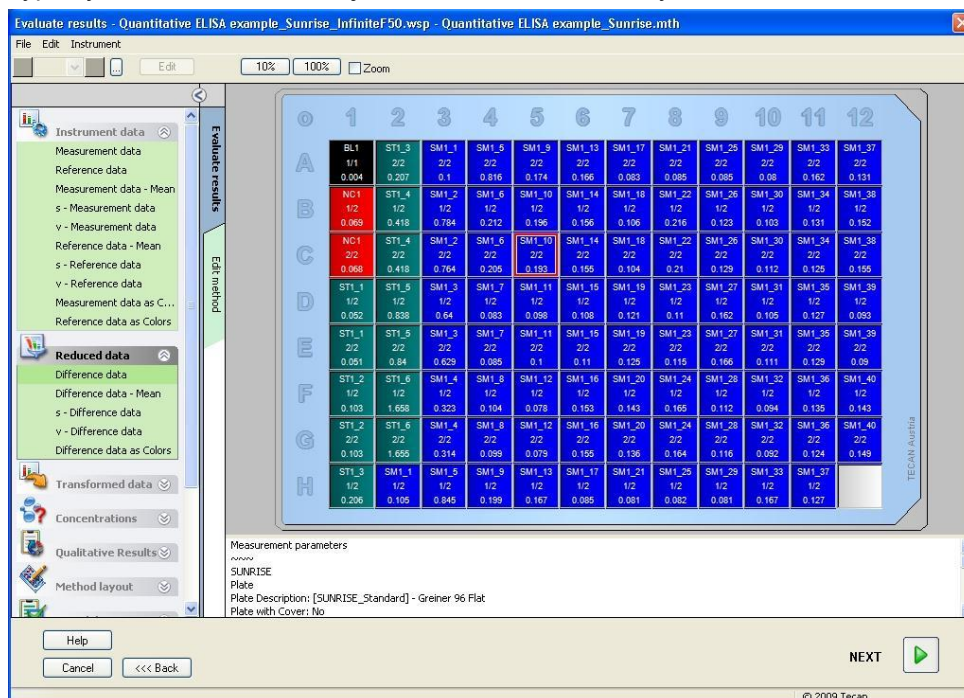 Evaluate results - Quantitative ELISA example_Sunrise_InfiniteF50.wsp - Quantitative ELISA example_Sunrise.mth
File Edit Instrument
... Edit 10% 100% Zoom
Instrument data
Measurement data
Reference data
Measurement data - Mean
s - Measurement data
v - Measurement data
Reference data - Mean
s - Reference data
v - Reference data
Measurement data as C...
Reference data as Colors
Reduced data
Difference data
Difference data - Mean
s - Difference data
v - Difference data
Difference data as Colors
Transformed data
Concentrations
Qualitative Results
Method layout
Evaluate results
Edit method
1 2 3 4 5 6 7 8 9 10 11 12
A
BL1 ST1_3 SM1_1 SM1_5 SM1_9 SM1_13 SM1_17 SM1_21 SM1_25 SM1_29 SM1_33 SM1_37
1/1 2/2 2/2 2/2 2/2 2/2 2/2 2/2 2/2 2/2 2/2 2/2
0.004 0.207 0.1 0.816 0.174 0.166 0.083 0.085 0.085 0.08 0.162 0.131
B
NC1 ST1_4 SM1_2 SM1_6 SM1_10 SM1_14 SM1_18 SM1_22 SM1_26 SM1_30 SM1_34 SM1_38
1/2 1/2 1/2 1/2 1/2 1/2 1/2 1/2 1/2 1/2 1/2 1/2
0.069 0.418 0.784 0.212 0.196 0.156 0.106 0.216 0.123 0.103 0.131 0.152
C
NC1 ST1_4 SM1_2 SM1_6 SM1_10 SM1_14 SM1_18 SM1_22 SM1_26 SM1_30 SM1_34 SM1_38
2/2 2/2 2/2 2/2 2/2 2/2 2/2 2/2 2/2 2/2 2/2 2/2
0.068 0.418 0.764 0.205 0.193 0.155 0.104 0.21 0.129 0.112 0.125 0.155
D
ST1_1 ST1_5 SM1_3 SM1_7 SM1_11 SM1_15 SM1_19 SM1_23 SM1_27 SM1_31 SM1_35 SM1_39
1/2 1/2 1/2 1/2 1/2 1/2 1/2 1/2 1/2 1/2 1/2 1/2
0.052 0.838 0.64 0.083 0.098 0.108 0.121 0.11 0.162 0.105 0.127 0.093
E
ST1_1 ST1_5 SM1_3 SM1_7 SM1_11 SM1_15 SM1_19 SM1_23 SM1_27 SM1_31 SM1_35 SM1_39
2/2 2/2 2/2 2/2 2/2 2/2 2/2 2/2 2/2 2/2 2/2 2/2
0.051 0.84 0.629 0.085 0.1 0.11 0.125 0.115 0.166 0.111 0.129 0.09
F
ST1_2 ST1_6 SM1_4 SM1_8 SM1_12 SM1_16 SM1_20 SM1_24 SM1_28 SM1_32 SM1_36 SM1_40
1/2 1/2 1/2 1/2 1/2 1/2 1/2 1/2 1/2 1/2 1/2 1/2
0.103 1.658 0.323 0.104 0.078 0.153 0.143 0.165 0.112 0.094 0.135 0.143
G
ST1_2 ST1_6 SM1_4 SM1_8 SM1_12 SM1_16 SM1_20 SM1_24 SM1_28 SM1_32 SM1_36 SM1_40
2/2 2/2 2/2 2/2 2/2 2/2 2/2 2/2 2/2 2/2 2/2 2/2
0.103 1.655 0.314 0.099 0.079 0.155 0.136 0.164 0.116 0.092 0.124 0.149
H
ST1_3 SM1_1 SM1_5 SM1_9 SM1_13 SM1_17 SM1_21 SM1_25 SM1_29 SM1_33 SM1_37
1/2 1/2 1/2 1/2 1/2 1/2 1/2 1/2 1/2 1/2 1/2
0.206 0.105 0.845 0.199 0.167 0.085 0.081 0.082 0.081 0.167 0.127
TECAN Austria
Measurement parameters
~~~~
SUNRISE
Plate
Plate Description: [SUNRISE_Standard] - Greiner 96 Flat
Plate with Cover: No
Help
Cancel <<< Back
NEXT
© 2009 Tecan